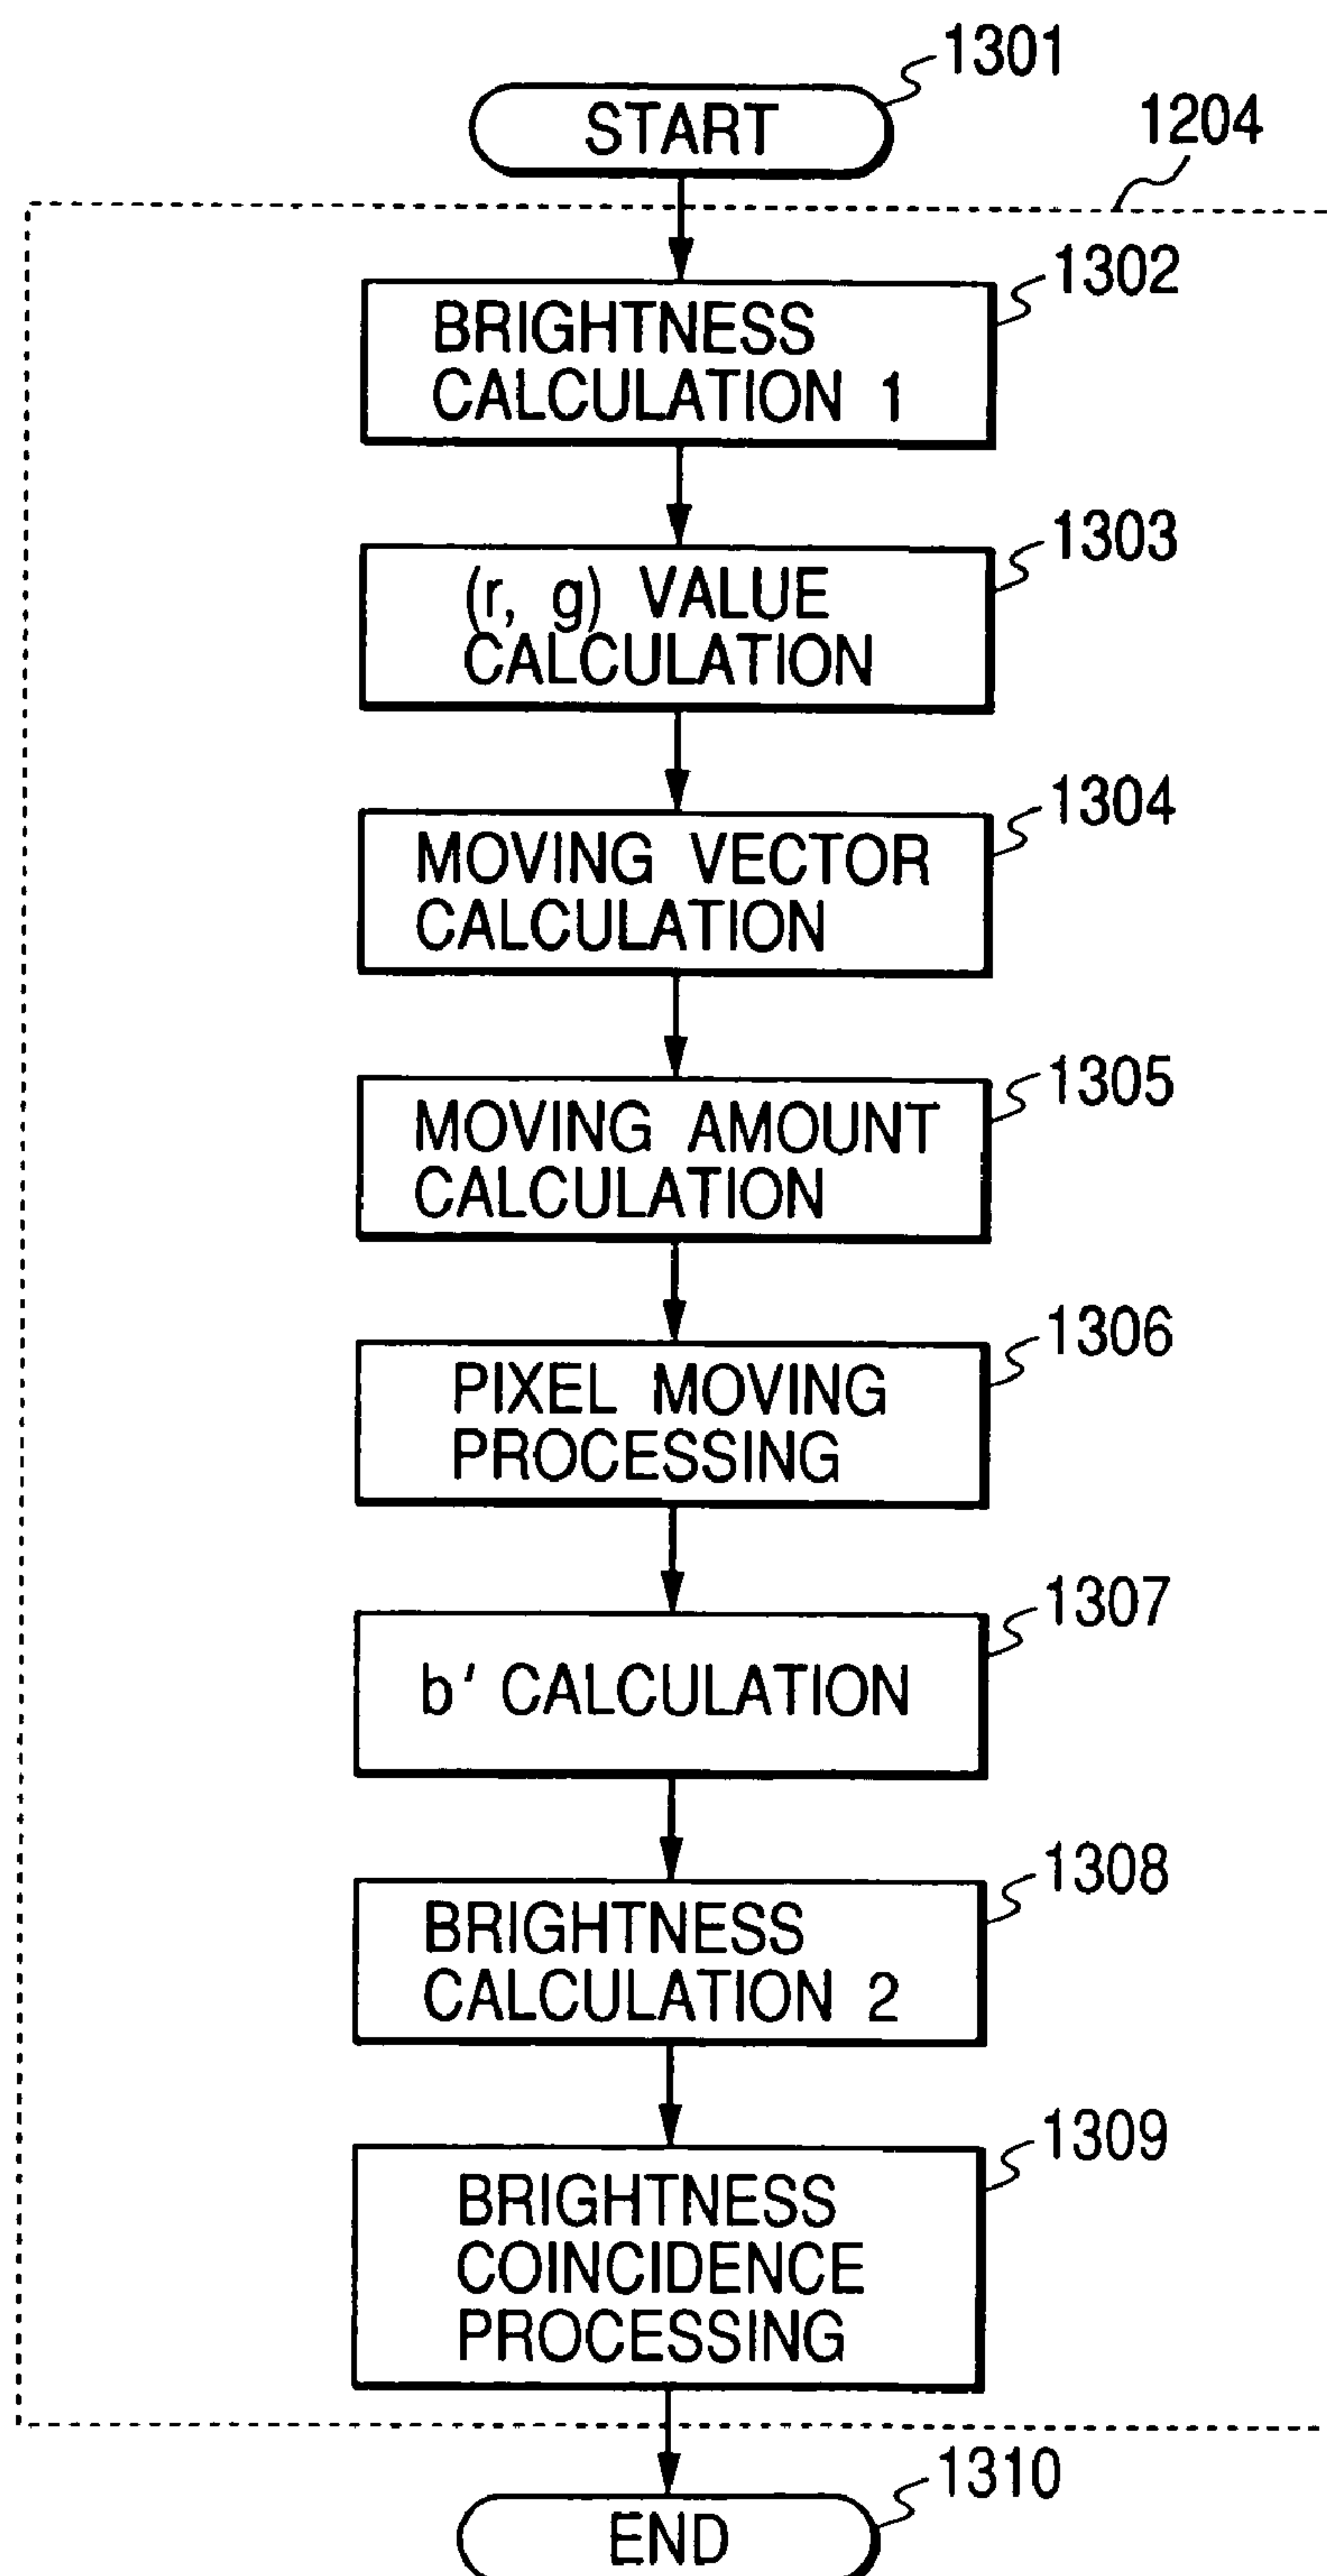 1301
START
1204
1302
BRIGHTNESS
CALCULATION 1
1303
(r, g) VALUE
CALCULATION
1304
MOVING VECTOR
CALCULATION
1305
MOVING AMOUNT
CALCULATION
1306
PIXEL MOVING
PROCESSING
1307
b' CALCULATION
1308
BRIGHTNESS
CALCULATION 2
1309
BRIGHTNESS
COINCIDENCE
PROCESSING
1310
END